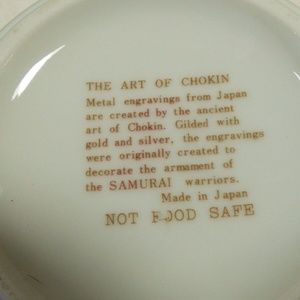 THE ART OF CHOKIN
Metal engravings from Japan
are created by the ancient
art of Chokin. Gilded with
gold and silver, the engravings
were originally created to
decorate the armament of
the SAMURAI warriors.
Made in Japan
NOT FOOD SAFE